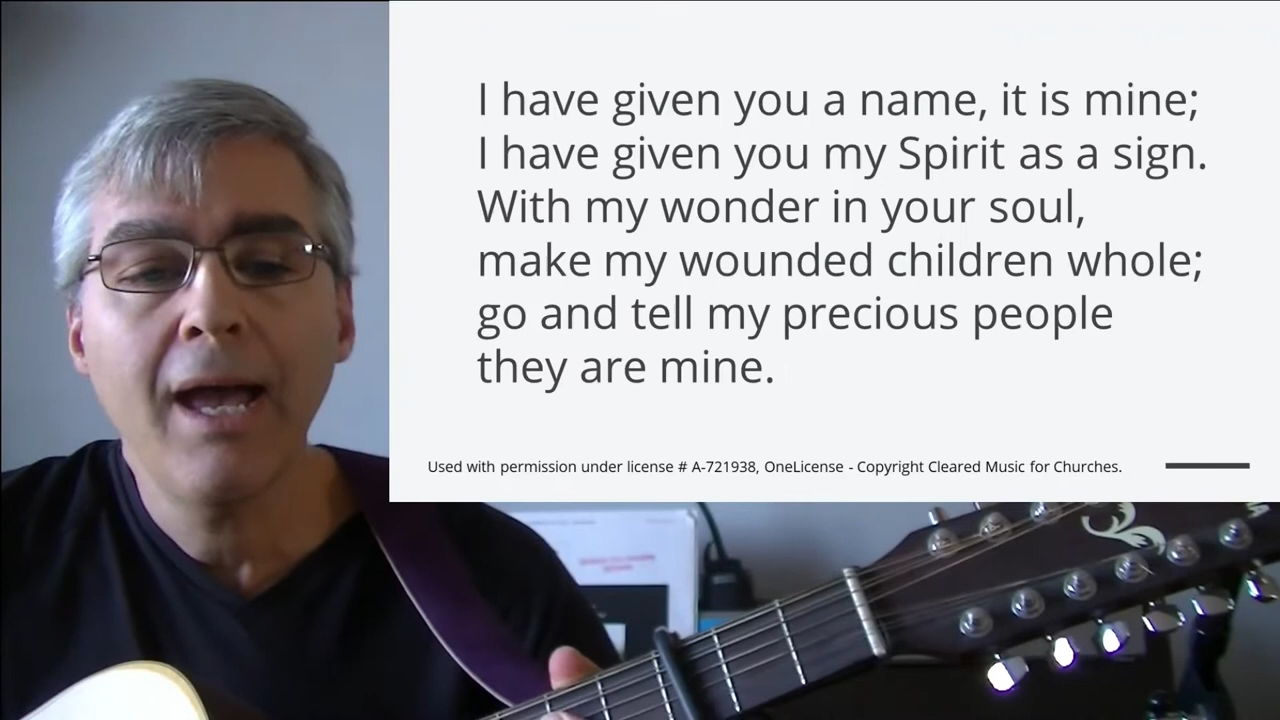 I have given you a name, it is mine;
I have given you my Spirit as a sign.
With my wonder in your soul,
make my wounded children whole;
go and tell my precious people
they are mine.
Used with permission under license # A-721938, OneLicense - Copyright Cleared Music for Churches.